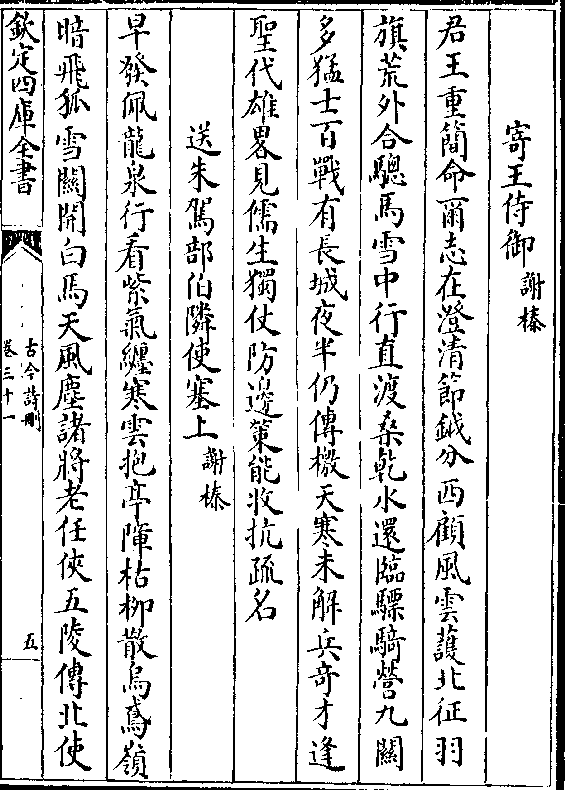 寄王侍御 謝榛
君王重簡命爾志在澄清節鉞分西顧風雲護北征羽
旗荒外合驄馬雪中行直渡桑乾水還臨驃騎營九關
多猛士百戰有長城夜半仍傳檄天寒未解兵奇才逢
聖代雄畧見儒生獨仗防邊策能收抗疏名
送朱駕部伯隣使塞上 謝榛
早發佩龍泉行看紫氣纏寒雲抱亭障枯柳散烏鳶嶺
暗飛狐雪關開白馬天風塵諸將老任俠五陵傳北使
欽定四庫全書
古今詩刪
卷三十一
五